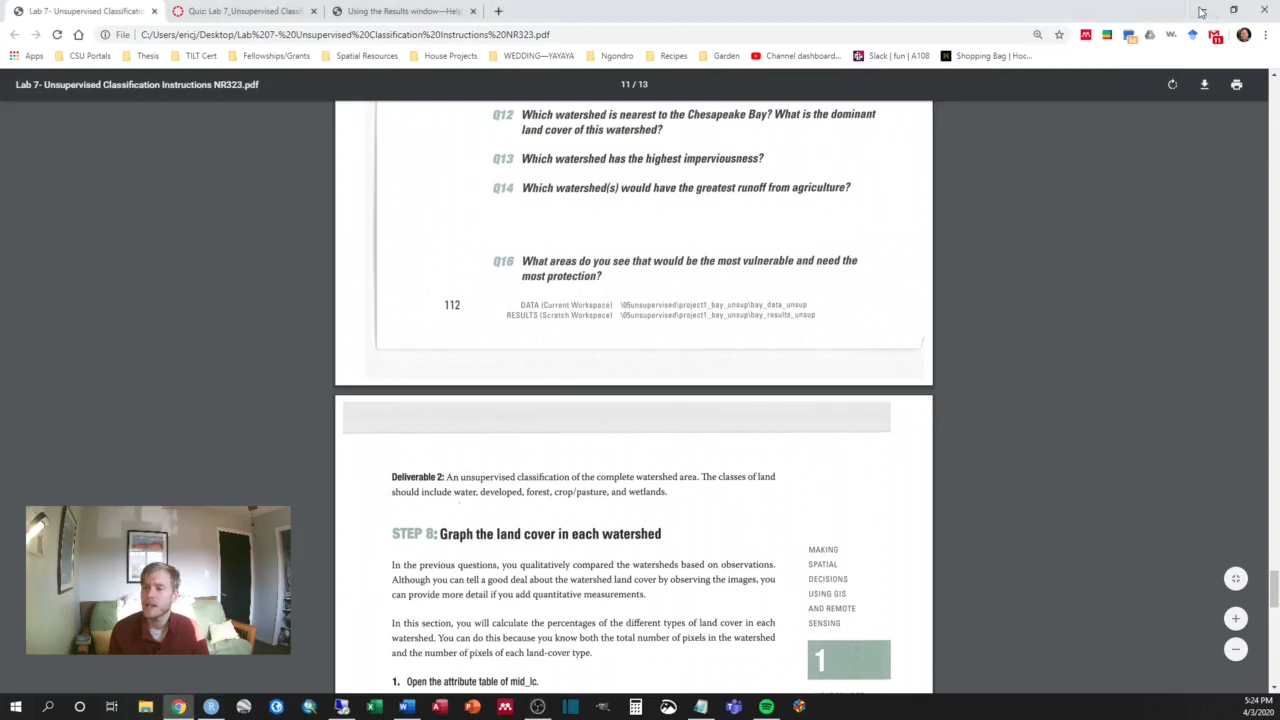 Lab 7- Unsupervised Classificati
Quiz: Lab 7_Unsupervised Classif
Using the Results window—Help
File
C:/Users/ericj/Desktop/Lab%207-%20Unsupervised%20Classification%20Instructions%20NR323.pdf
Apps
CSU Portals
Thesis
TILT Cert
Fellowships/Grants
Spatial Resources
House Projects
WEDDING—YAYAYA
Ngondro
Recipes
Garden
Channel dashboard...
Slack | fun | A108
Shopping Bag | Hoc...
Lab 7- Unsupervised Classification Instructions NR323.pdf
11 / 13
Q12 Which watershed is nearest to the Chesapeake Bay? What is the dominant
land cover of this watershed?
Q13 Which watershed has the highest imperviousness?
Q14 Which watershed(s) would have the greatest runoff from agriculture?
Q16 What areas do you see that would be the most vulnerable and need the
most protection?
112
DATA (Current Workspace) \05unsupervised\project1_bay_unsup\bay_data_unsup
RESULTS (Scratch Workspace) \05unsupervised\project1_bay_unsup\bay_results_unsup
Deliverable 2: An unsupervised classification of the complete watershed area. The classes of land
should include water, developed, forest, crop/pasture, and wetlands.
STEP 8: Graph the land cover in each watershed
In the previous questions, you qualitatively compared the watersheds based on observations.
Although you can tell a good deal about the watershed land cover by observing the images, you
can provide more detail if you add quantitative measurements.
In this section, you will calculate the percentages of the different types of land cover in each
watershed. You can do this because you know both the total number of pixels in the watershed
and the number of pixels of each land-cover type.
1. Open the attribute table of mid_lc.
MAKING
SPATIAL
DECISIONS
USING GIS
AND REMOTE
SENSING
1
5:24 PM
4/3/2020